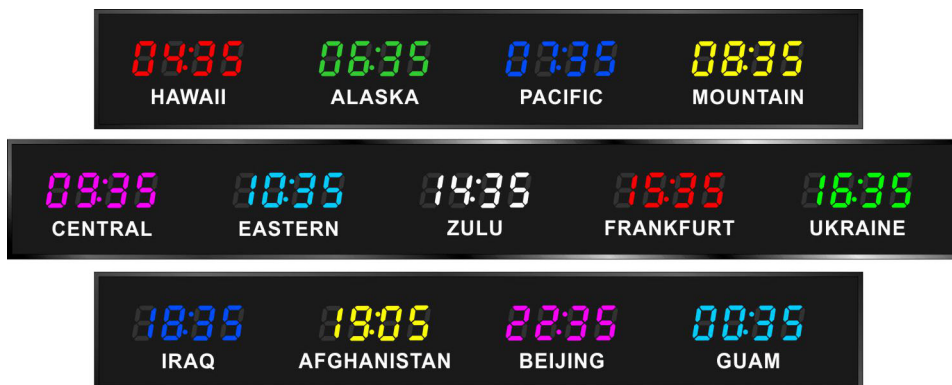 04:35 06:35 07:35 08:35
HAWAII ALASKA PACIFIC MOUNTAIN
09:35 10:35 14:35 15:35 16:35
CENTRAL EASTERN ZULU FRANKFURT UKRAINE
18:35 19:05 22:35 00:35
IRAQ AFGHANISTAN BEIJING GUAM